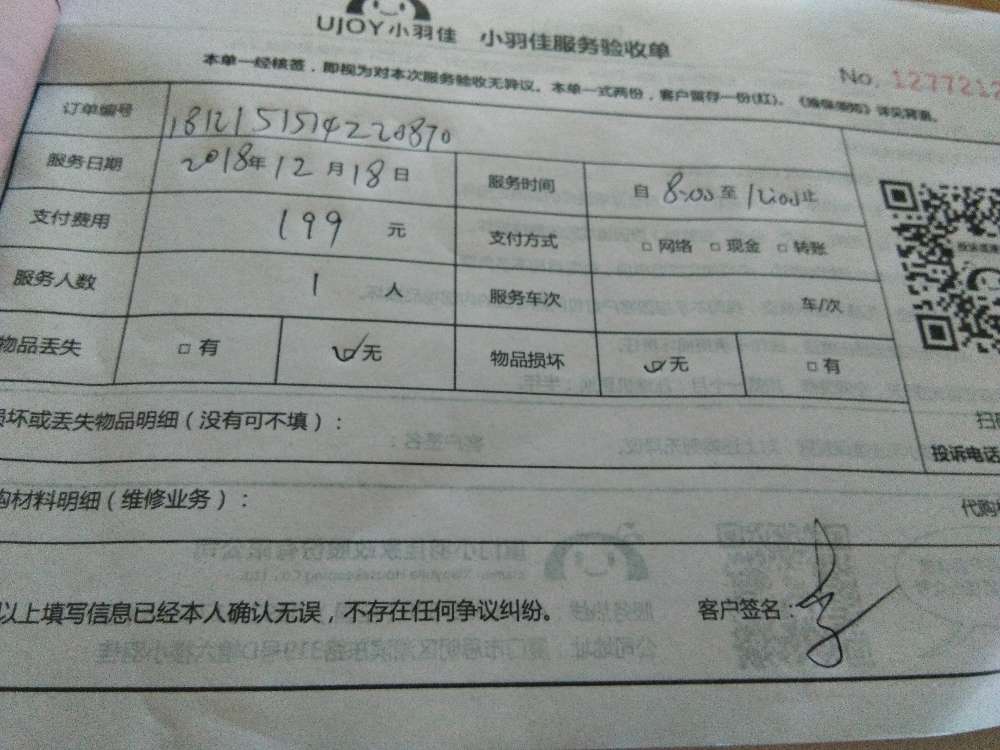 UJOY小羽佳 小羽佳服务验收单
No. 1277212
本单一经核签，即视为对本次服务验收无异议。本单一式两份，客户留存一份(红)。
订单编号 181215151422 0870
服务日期 2018年12月18日 服务时间 自 8:00 至 12:00 止
支付费用 199 元 支付方式 □ 网络 □ 现金 □ 转账
服务人数 1 人 服务车次 车/次
物品丢失 □ 有 ✓ 无 物品损坏 ✓ 无 □ 有
损坏或丢失物品明细（没有可不填）：
扫
投诉电话
购材料明细（维修业务）：
代购
以上填写信息已经本人确认无误，不存在任何争议纠纷。 客户签名：